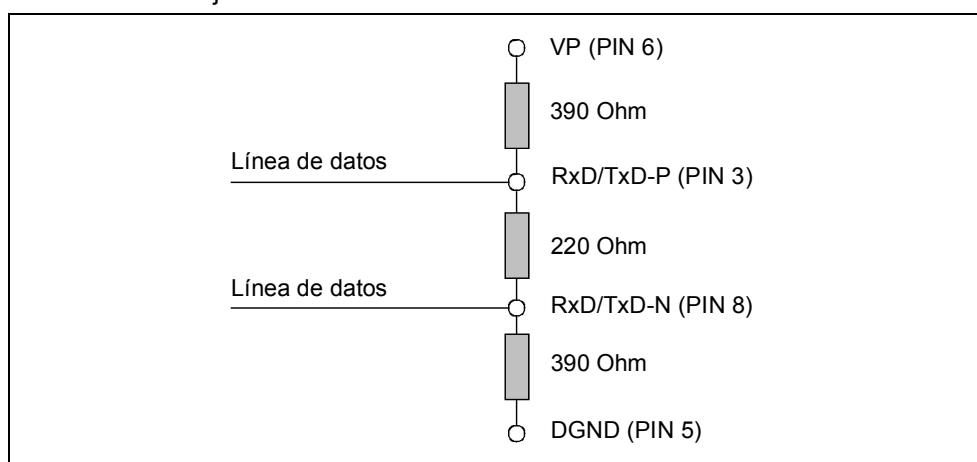 VP (PIN 6)
390 Ohm
Línea de datos
RxD/TxD-P (PIN 3)
220 Ohm
Línea de datos
RxD/TxD-N (PIN 8)
390 Ohm
DGND (PIN 5)